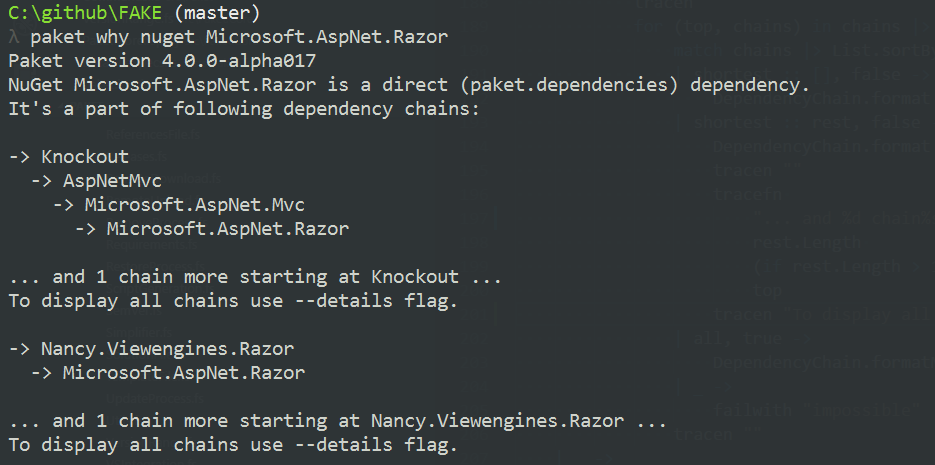 C:\github\FAKE (master)
λ paket why nuget Microsoft.AspNet.Razor
Paket version 4.0.0-alpha017
NuGet Microsoft.AspNet.Razor is a direct (paket.dependencies) dependency.
It's a part of following dependency chains:

-> Knockout
  -> AspNetMvc
    -> Microsoft.AspNet.Mvc
      -> Microsoft.AspNet.Razor

... and 1 chain more starting at Knockout ...
To display all chains use --details flag.

-> Nancy.Viewengines.Razor
  -> Microsoft.AspNet.Razor

... and 1 chain more starting at Nancy.Viewengines.Razor ...
To display all chains use --details flag.